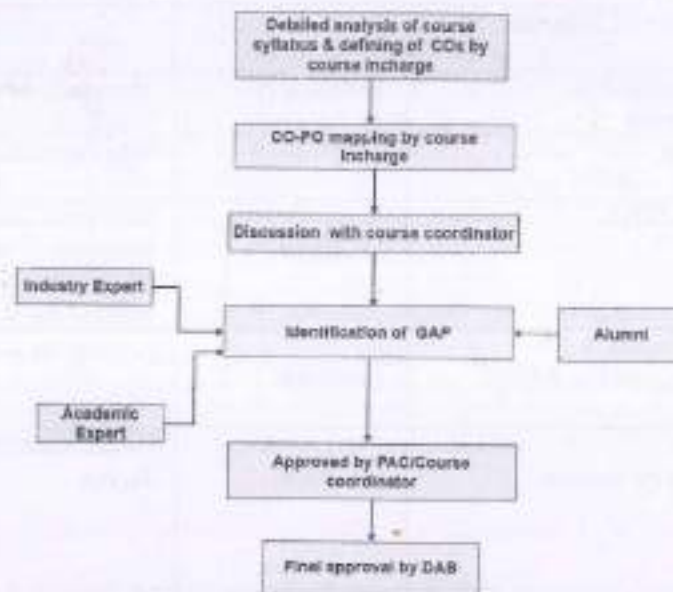 Detailed analysis of course
syllabus & defining of COs by
course incharge
CO-PO mapping by course
Incharge
Discussion with course coordinator
Industry Expert
Identification of GAP
Alumni
Academic
Expert
Approved by PAC/Course
coordinator
Final approval by DAB